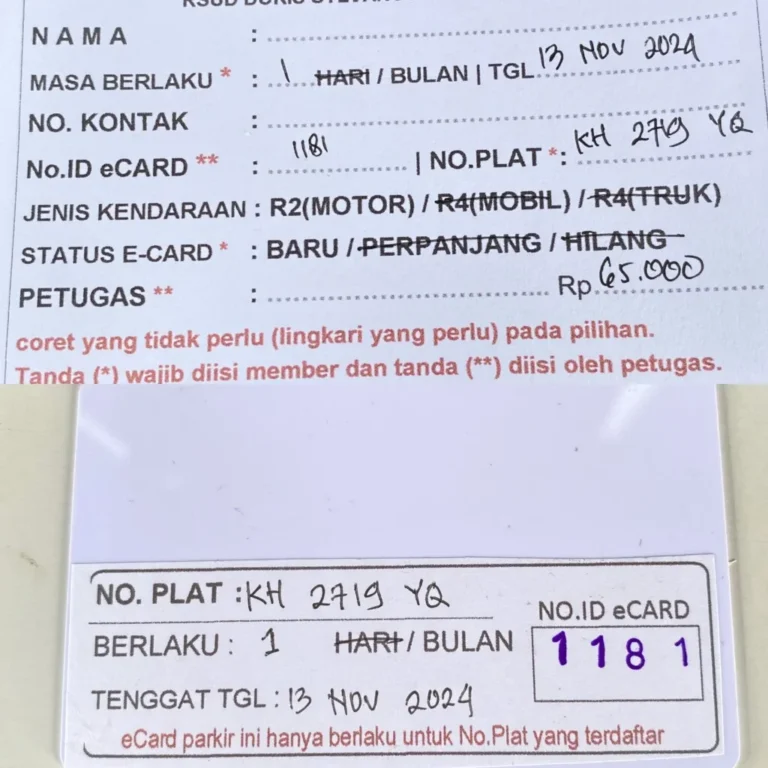 NAMA :
MASA BERLAKU * : 1 HARI / BULAN | TGL. 13 NOV 2024
NO. KONTAK :
No.ID eCARD ** : 1181 | NO.PLAT *: KH 2719 YQ
JENIS KENDARAAN : R2(MOTOR) / R4(MOBIL) / R4(TRUK)
STATUS E-CARD * : BARU / PERPANJANG / HILANG
PETUGAS ** : Rp. 65.000
coret yang tidak perlu (lingkari yang perlu) pada pilihan.
Tanda (*) wajib diisi member dan tanda (**) diisi oleh petugas.
NO. PLAT : KH 2719 YQ
NO.ID eCARD
BERLAKU : 1 HARI / BULAN
1181
TENGGAT TGL : 13 NOV 2024
eCard parkir ini hanya berlaku untuk No.Plat yang terdaftar